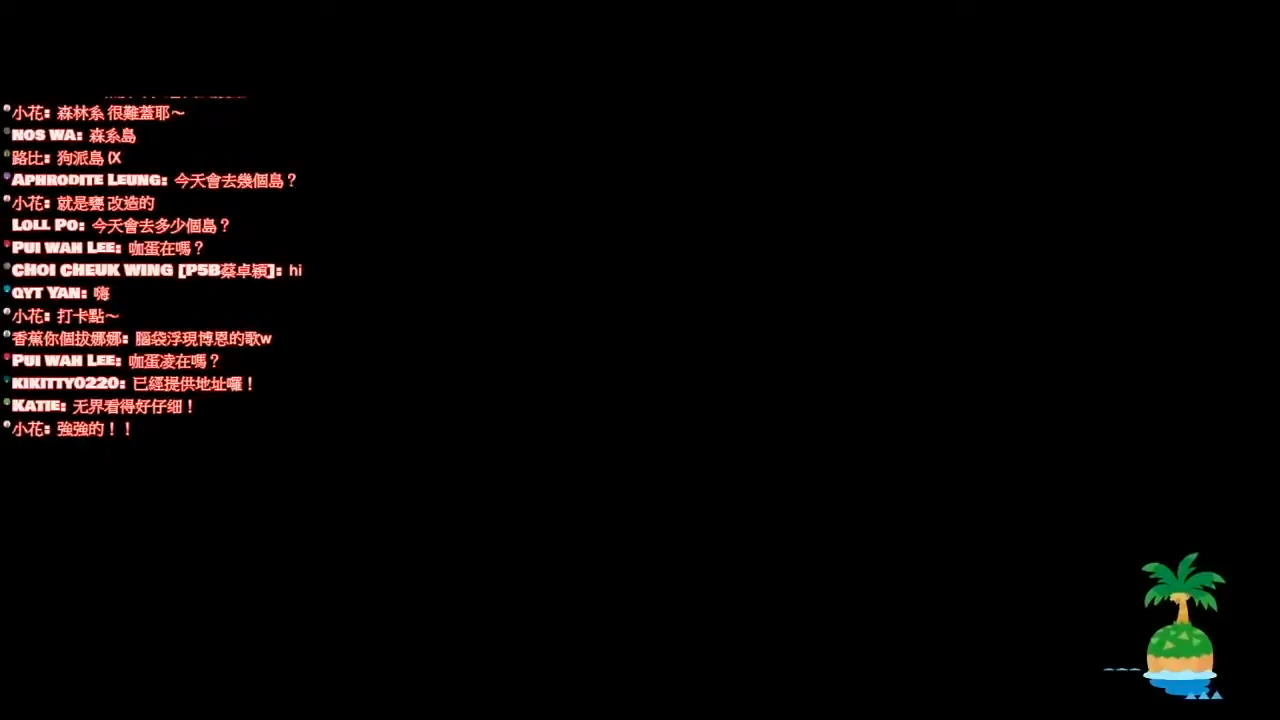 小花: 森林系 很難蓋耶～
NOS WA: 森系島
路比: 狗派島 (X
APHRODITE LEUNG: 今天會去幾個島？
小花: 就是甕 改造的
LOLL PO: 今天會去多少個島？
PUI WAH LEE: 咖蛋在嗎？
CHOI CHEUK WING [P5B蔡卓穎]: hi
QYT YAN: 嗨
小花: 打卡點～
香蕉你個拔娜娜: 腦袋浮現博恩的歌w
PUI WAH LEE: 咖蛋凌在嗎？
KIKITTY0220: 已經提供地址囉！
KATIE: 无界看得好仔细！
小花: 強強的！！